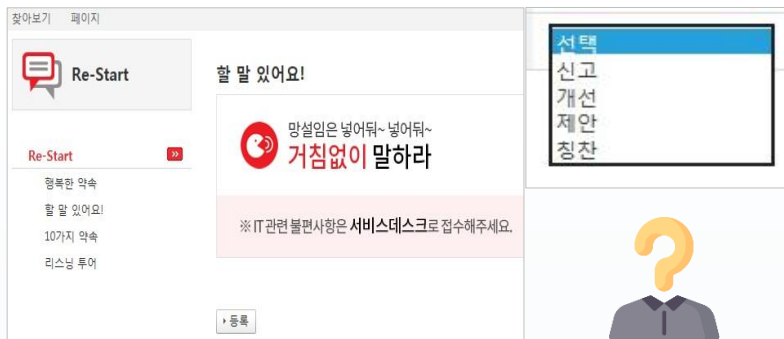 찾아보기 페이지
Re-Start
Re-Start
행복한 약속
할 말 있어요!
10가지 약속
리스닝 투어
할 말 있어요!
망설임은 넣어둬~ 넣어둬~
거침없이 말하라
※ IT 관련 불편사항은 서비스데스크로 접수해주세요.
등록
선택
신고
개선
제안
칭찬